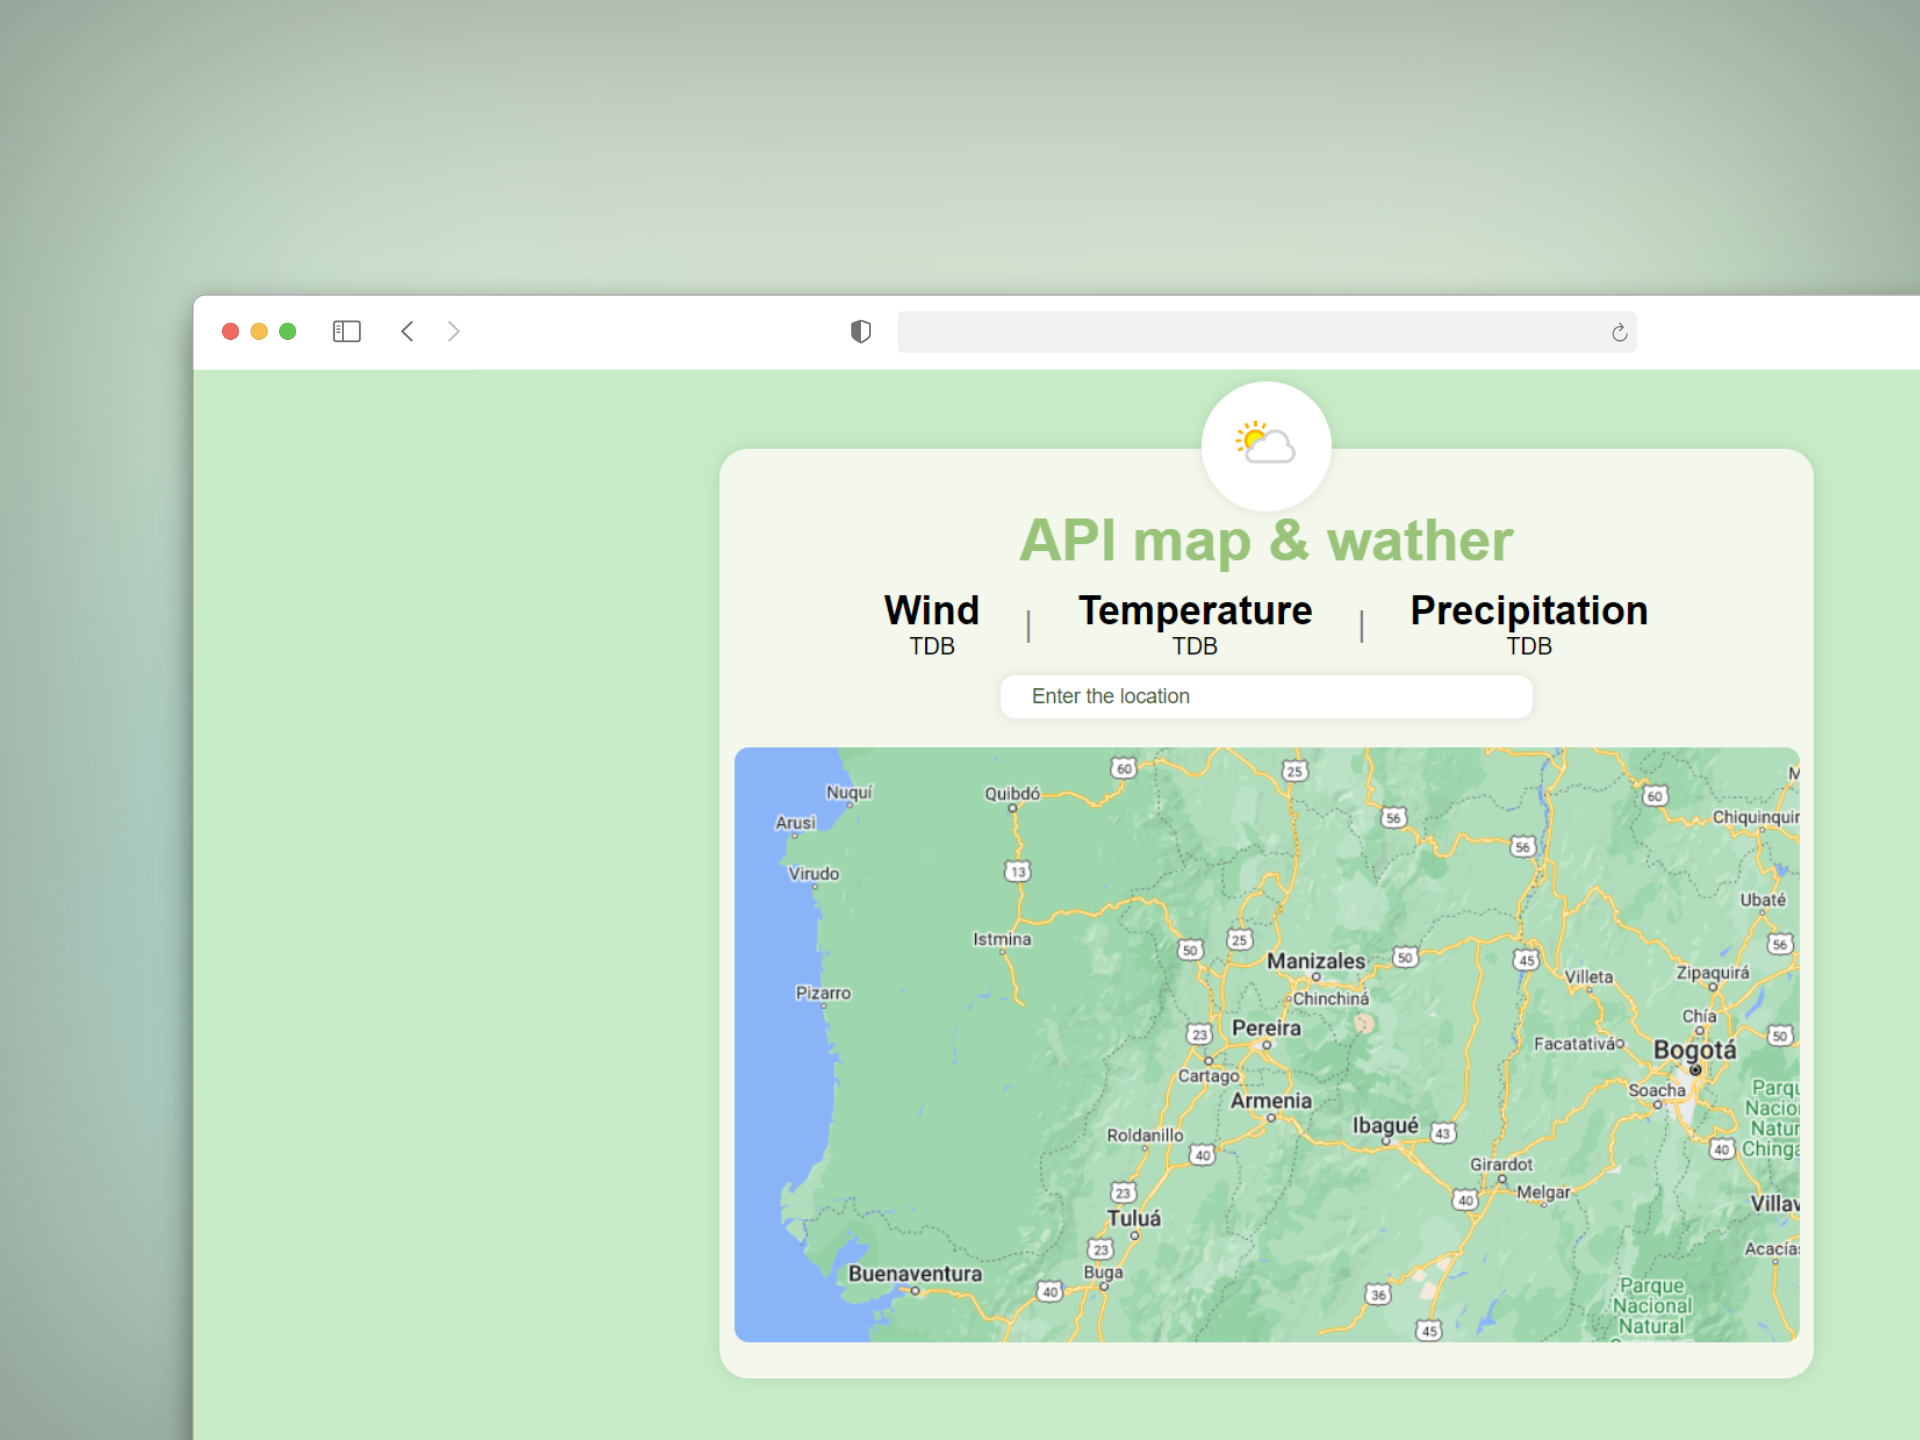 API map & wather
Wind | Temperature | Precipitation
TDB TDB TDB
Enter the location
60
25
M
Nuquí
Quibdó
60
56
Chiquinquir
Arusi
56
Virudo
13
Ubaté
Istmina
50
25
56
Manizales
50
45
Villeta
Zipaquirá
Pizarro
Chinchiná
Chía
23
Pereira
50
Facatativá
Bogotá
Cartago
Soacha
Armenia
Parqu
Nacio
Natur
Chinga
Ibagué
43
Roldanillo
40
40
Girardot
23
40
Melgar
Villav
Tuluá
23
Acacías
Buenaventura
Buga
40
36
Parque
Nacional
Natural
45